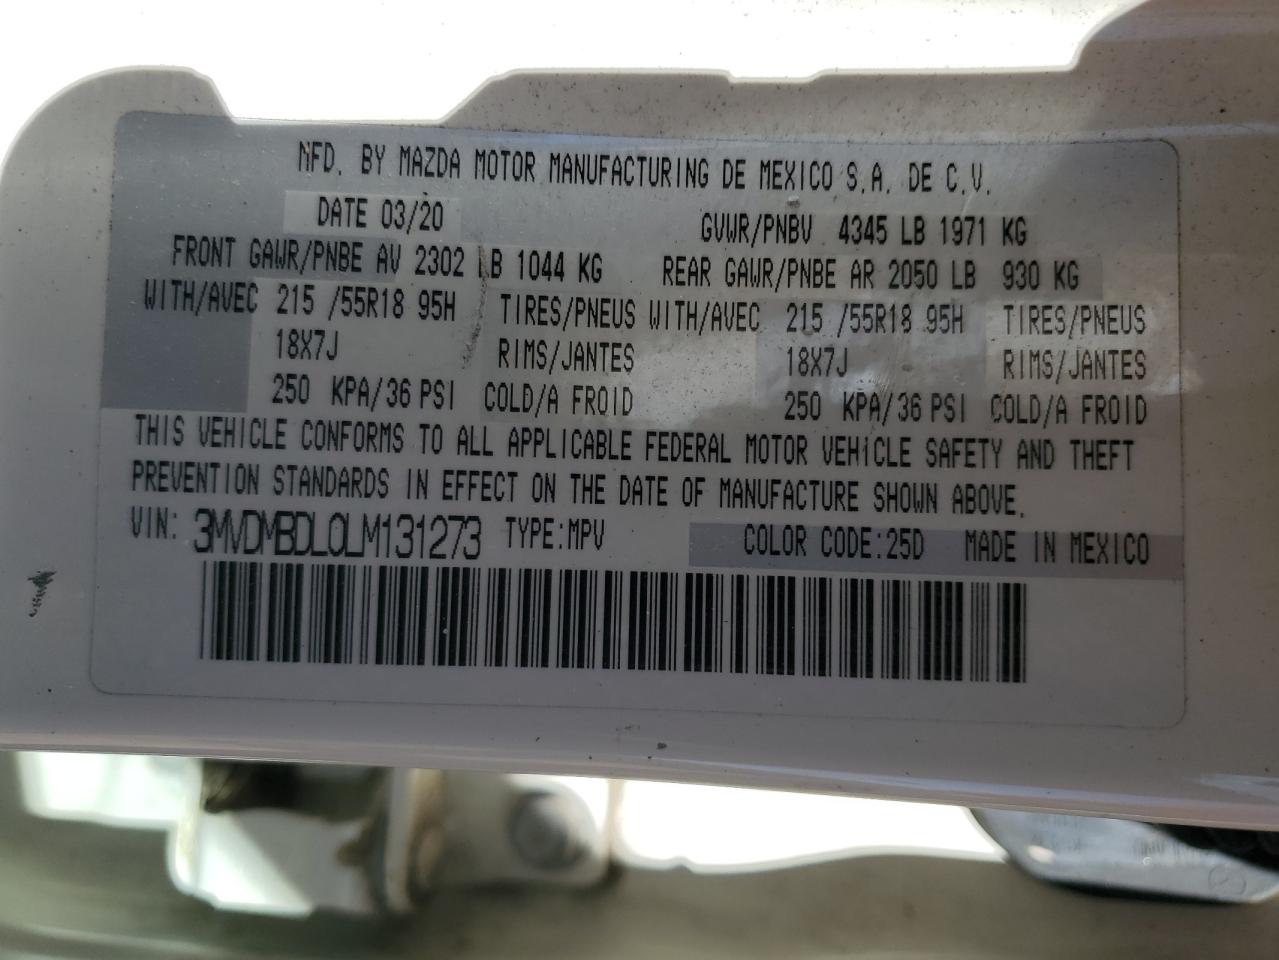 MFD. BY MAZDA MOTOR MANUFACTURING DE MEXICO S.A. DE C.V.
DATE 03/20 GVWR/PNBV 4345 LB 1971 KG
FRONT GAWR/PNBE AV 2302 LB 1044 KG REAR GAWR/PNBE AR 2050 LB 930 KG
WITH/AVEC 215 /55R18 95H TIRES/PNEUS WITH/AVEC 215 /55R18 95H TIRES/PNEUS
18X7J RIMS/JANTES 18X7J RIMS/JANTES
250 KPA/36 PSI COLD/A FROID 250 KPA/36 PSI COLD/A FROID
THIS VEHICLE CONFORMS TO ALL APPLICABLE FEDERAL MOTOR VEHICLE SAFETY AND THEFT
PREVENTION STANDARDS IN EFFECT ON THE DATE OF MANUFACTURE SHOWN ABOVE.
VIN: 3MVDMBDL0LM131273 TYPE:MPV COLOR CODE:25D MADE IN MEXICO